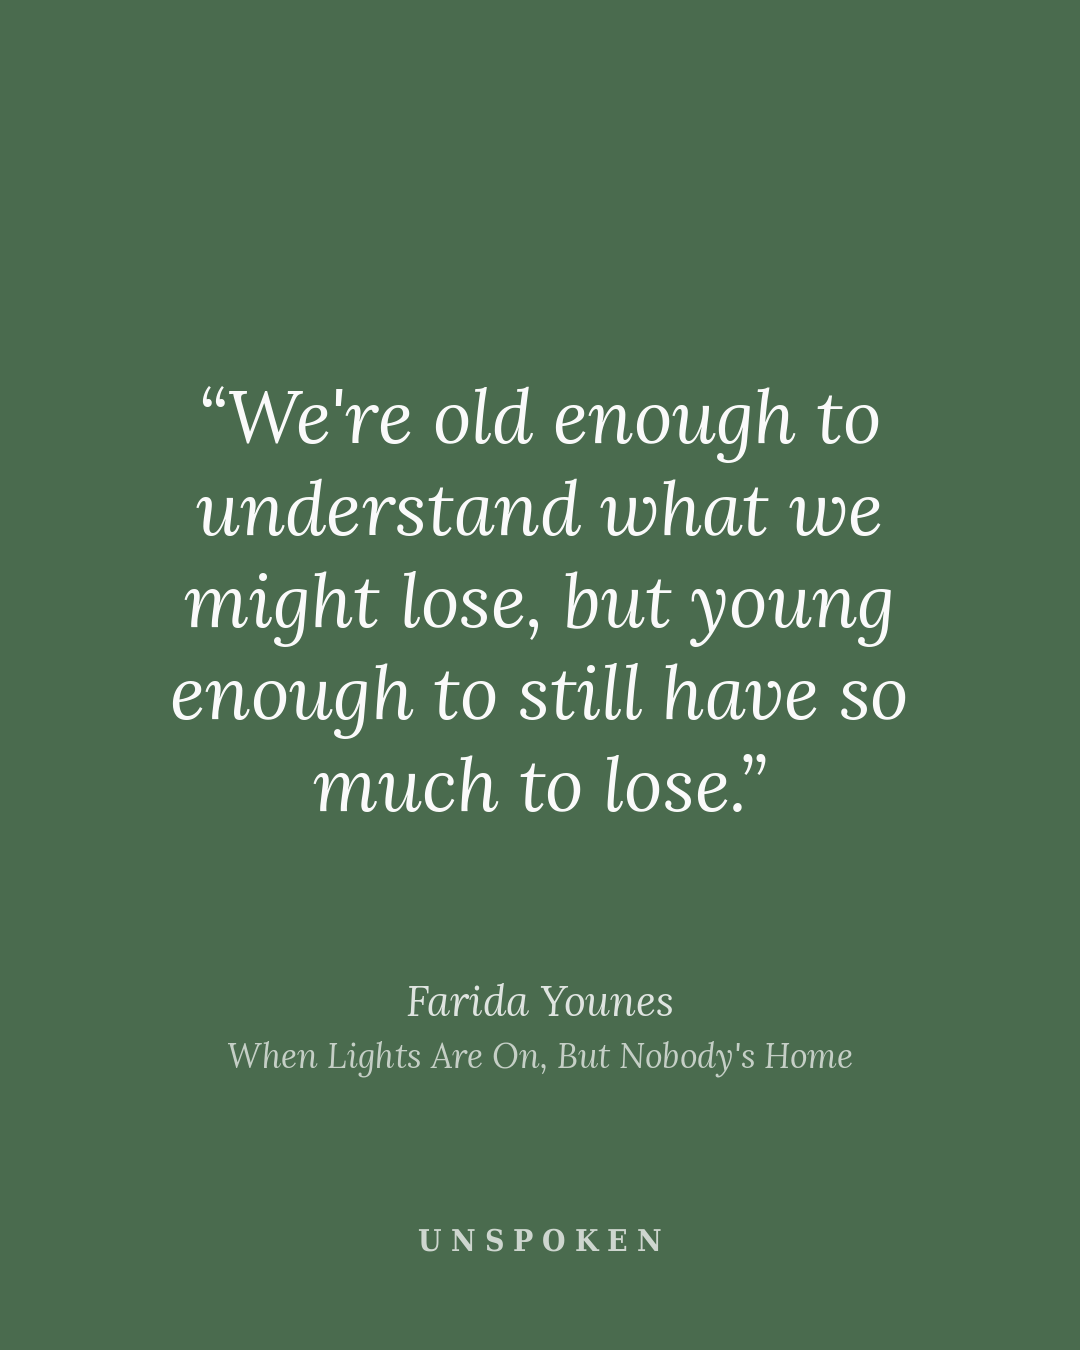 “We're old enough to
understand what we
might lose, but young
enough to still have so
much to lose.”
Farida Younes
When Lights Are On, But Nobody's Home
UNSPOKEN